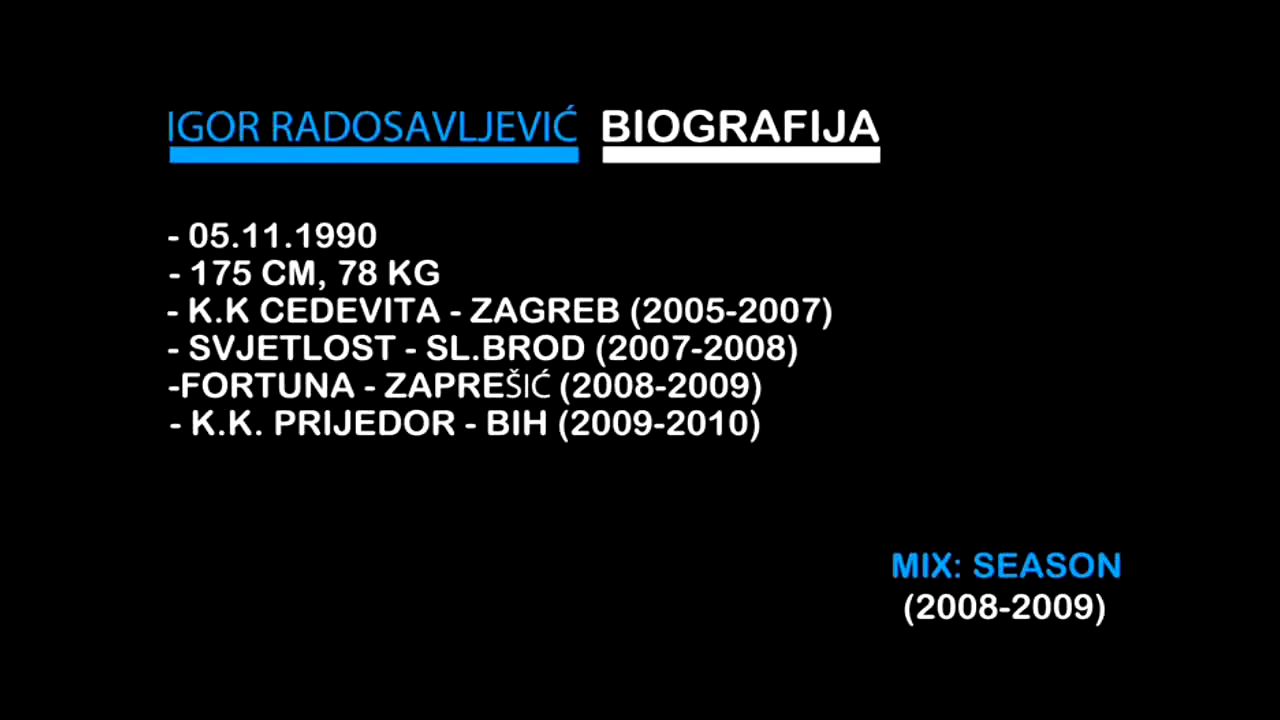 IGOR RADOSAVLJEVIĆ BIOGRAFIJA
- 05.11.1990
- 175 CM, 78 KG
- K.K CEDEVITA - ZAGREB (2005-2007)
- SVJETLOST - SL.BROD (2007-2008)
-FORTUNA - ZAPREŠIĆ (2008-2009)
- K.K. PRIJEDOR - BIH (2009-2010)
MIX: SEASON
(2008-2009)